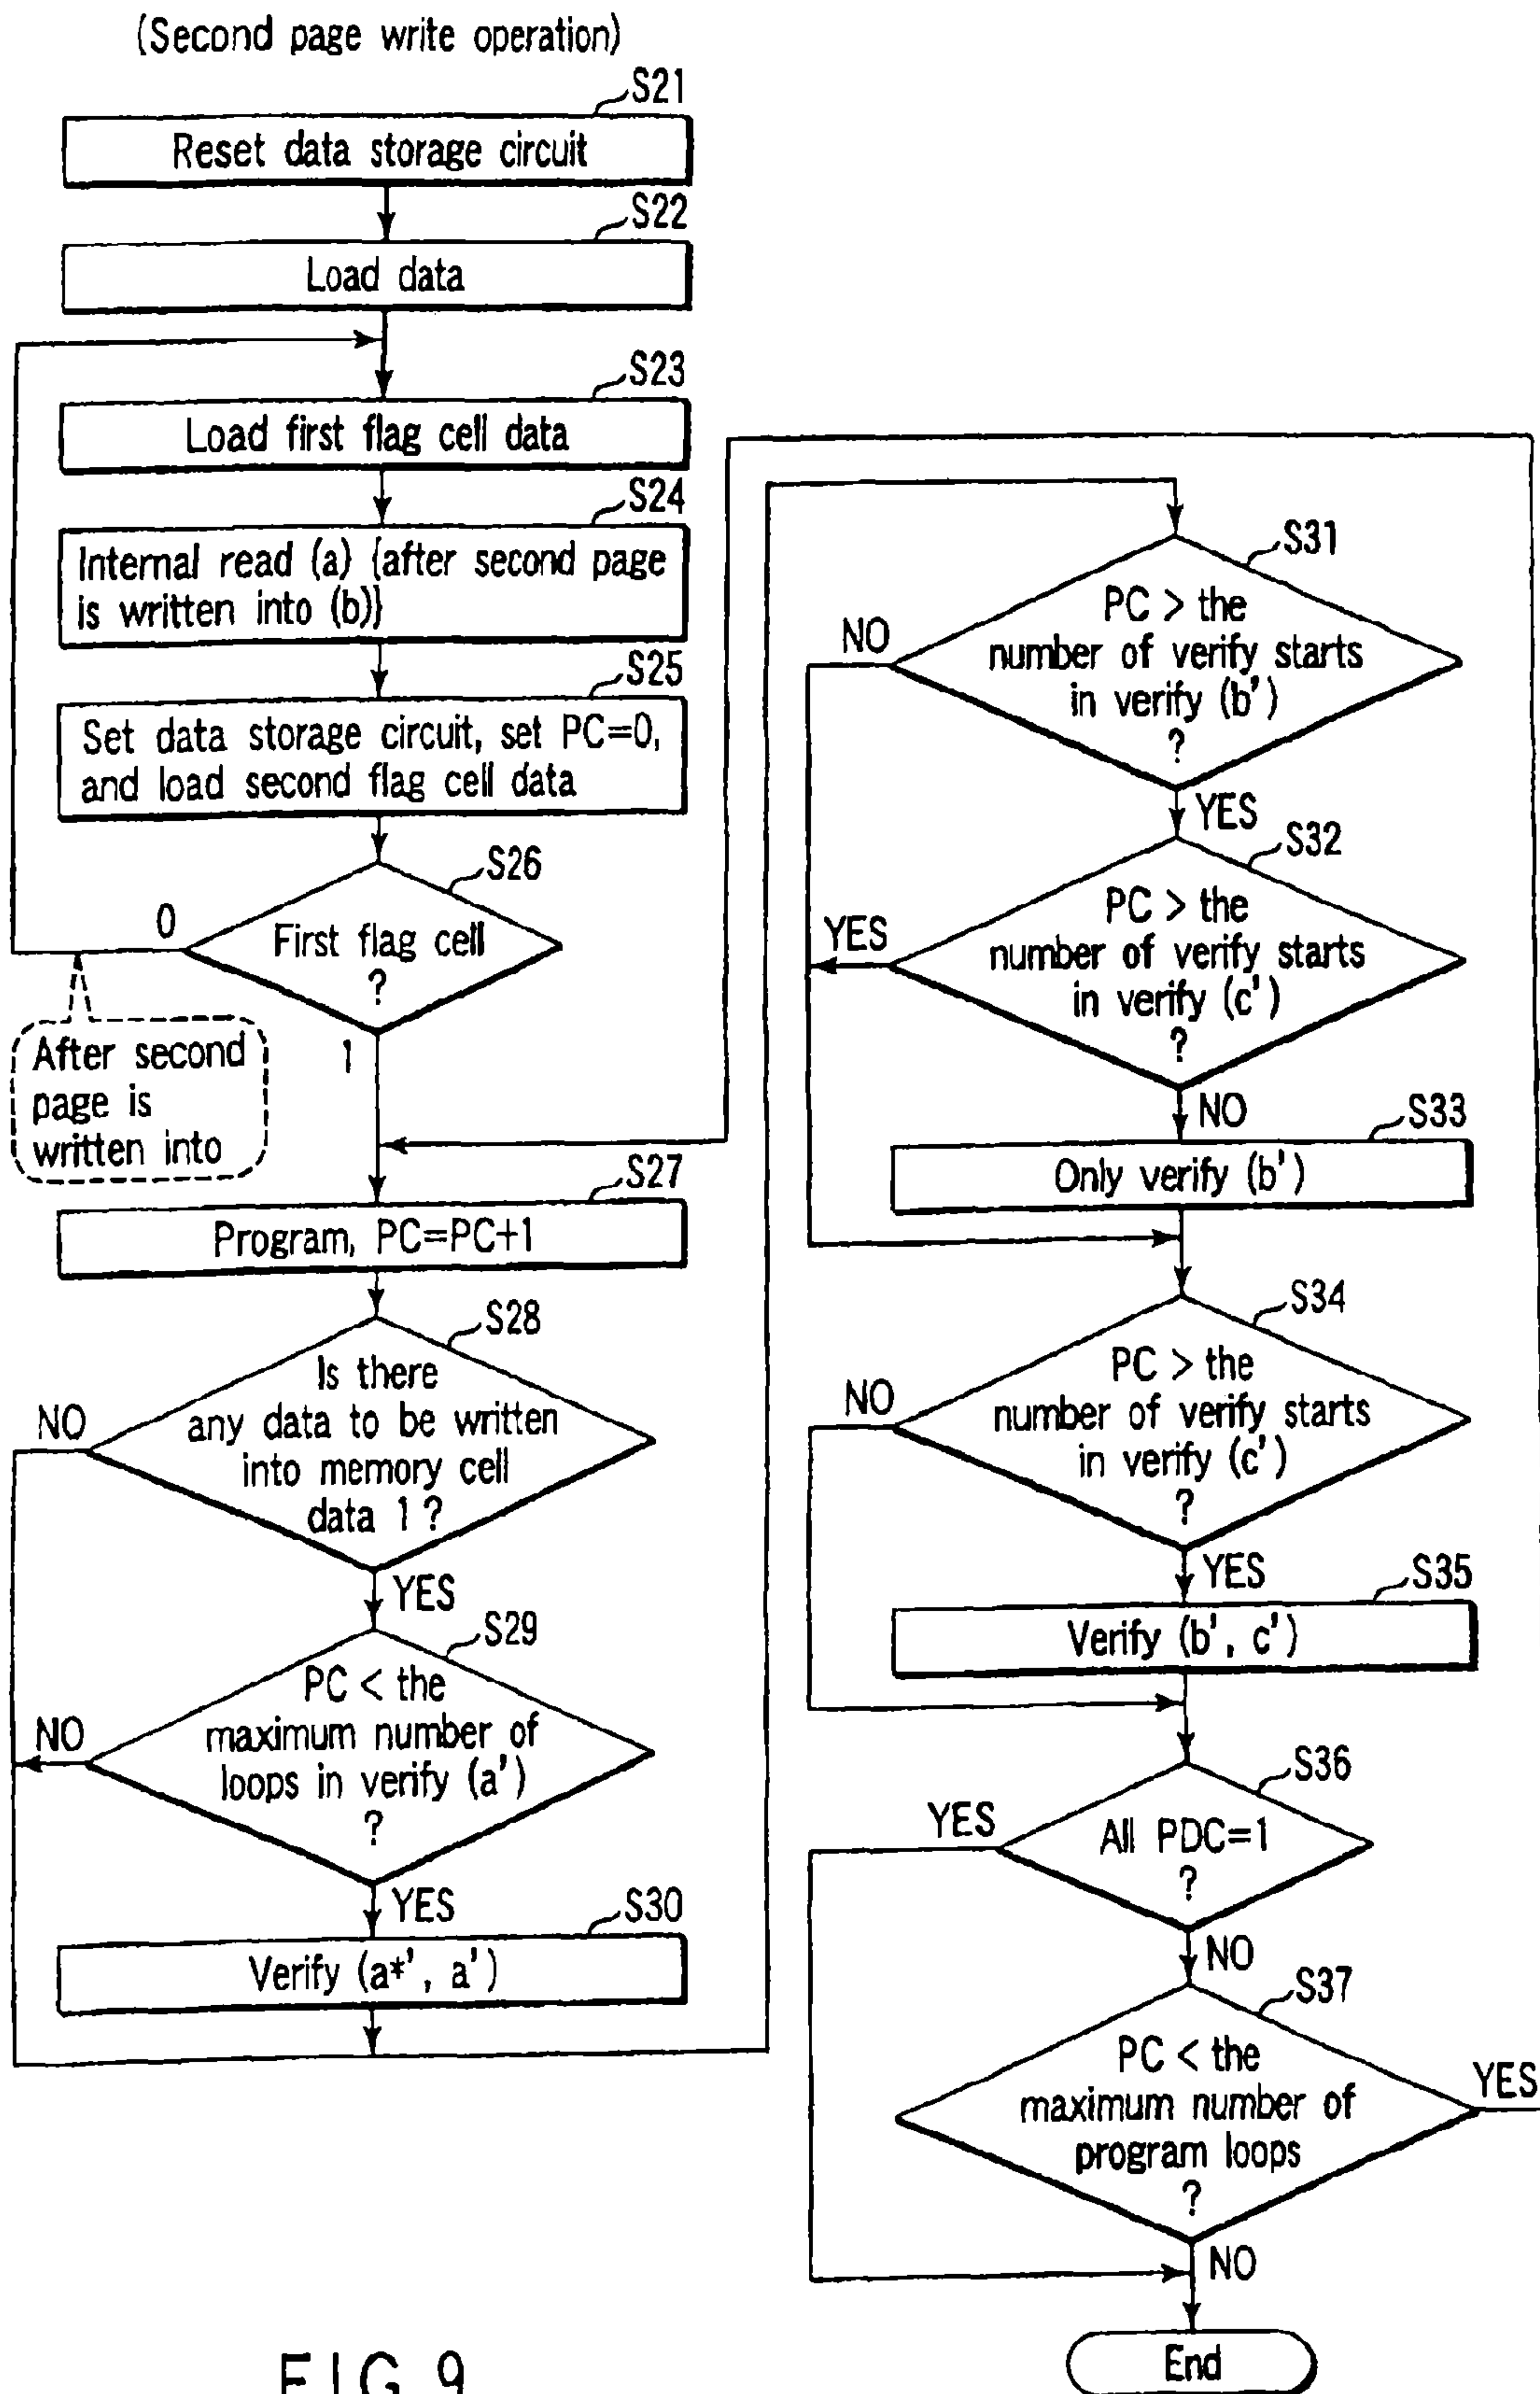 (Second page write operation)
S21
Reset data storage circuit
S22
Load data
S23
Load first flag cell data
S24
Internal read (a) {after second page
is written into (b)}
S25
Set data storage circuit, set PC=0,
and load second flag cell data
S26
0
First flag cell
?
After second
page is
written into
1
S27
Program, PC=PC+1
S28
Is there
any data to be written
into memory cell
data 1 ?
NO
YES
S29
PC < the
maximum number of
loops in verify (a')
?
NO
YES
S30
Verify (a*', a')
S31
PC > the
number of verify starts
in verify (b')
?
NO
YES
S32
PC > the
number of verify starts
in verify (c')
?
YES
NO
S33
Only verify (b')
S34
PC > the
number of verify starts
in verify (c')
?
NO
YES
S35
Verify (b', c')
S36
All PDC=1
?
YES
NO
S37
PC < the
maximum number of
program loops
?
YES
NO
End
FIG. 9